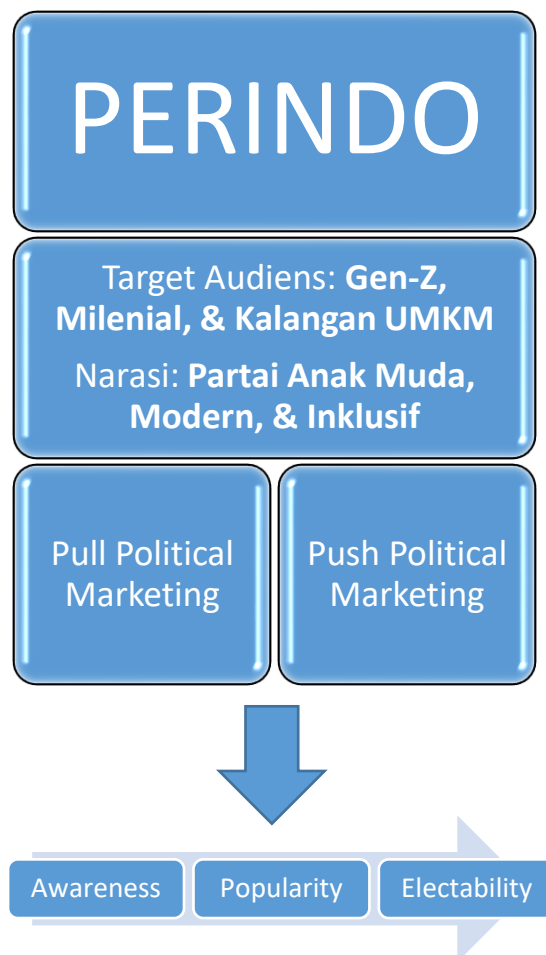 PERINDO
Target Audiens: Gen-Z,
Milenial, & Kalangan UMKM
Narasi: Partai Anak Muda,
Modern, & Inklusif
Pull Political
Marketing
Push Political
Marketing
Awareness
Popularity
Electability